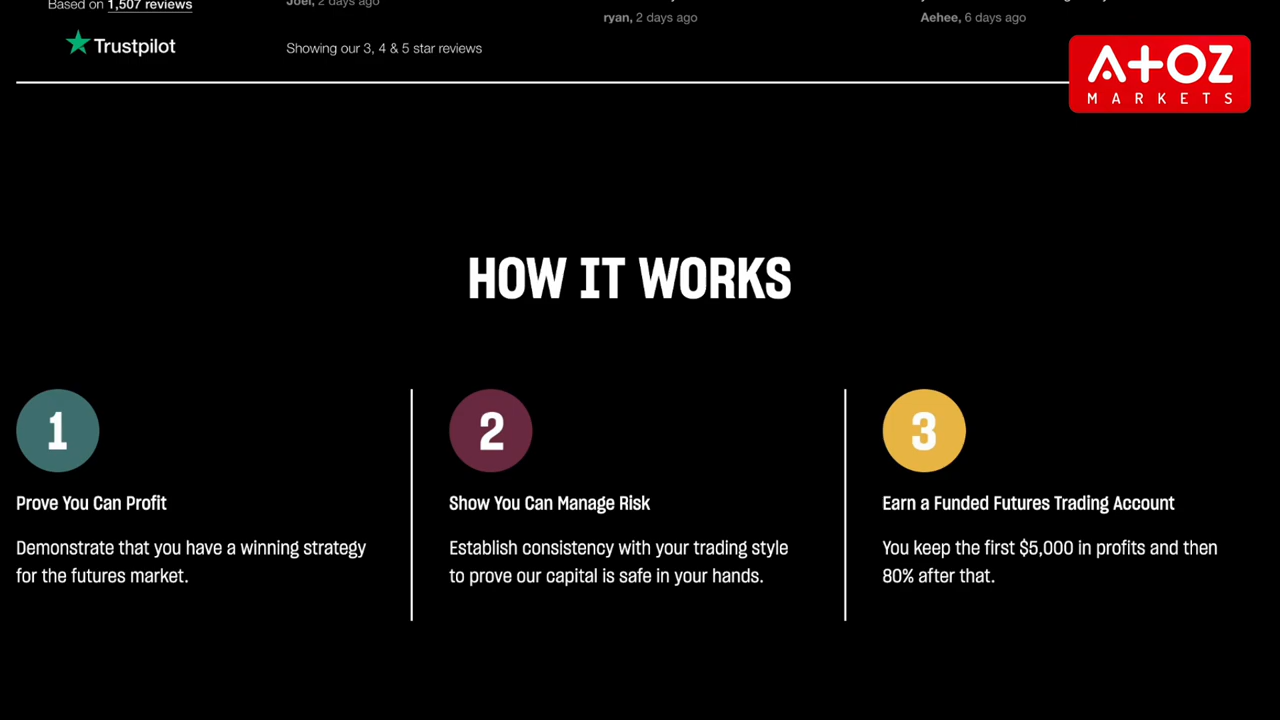 Based on 1,507 reviews
Joel, 2 days ago
ryan, 2 days ago
Aehee, 6 days ago
Trustpilot
Showing our 3, 4 & 5 star reviews
A+OZ
MARKETS
HOW IT WORKS
1
Prove You Can Profit
Demonstrate that you have a winning strategy
for the futures market.
2
Show You Can Manage Risk
Establish consistency with your trading style
to prove our capital is safe in your hands.
3
Earn a Funded Futures Trading Account
You keep the first $5,000 in profits and then
80% after that.